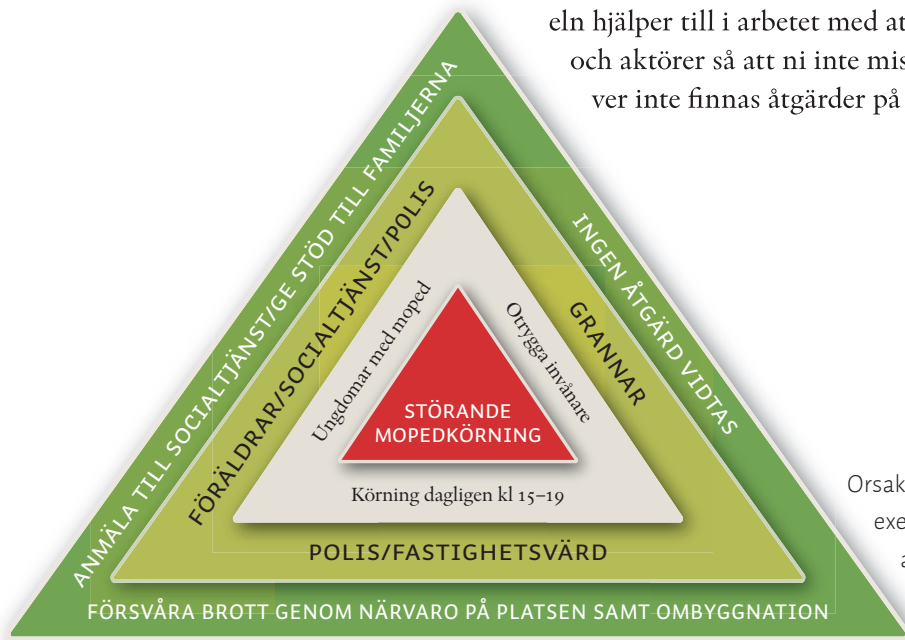 eln hjälper till i arbetet med at
och aktörer så att ni inte mis
ver inte finnas åtgärder på
ANMÄLA TILL SOCIALTJÄNST/GE STÖD TILL FAMILJERNA
INGEN ÅTGÄRD VIDTAS
FÖRÄLDRAR/SOCIALTJÄNST/POLIS
GRANNAR
Ungdomar med moped
Otrygga invånare
STÖRANDE
MOPEDKÖRNING
Körning dagligen kl 15–19
POLIS/FASTIGHETSVÄRD
FÖRSVÅRA BROTT GENOM NÄRVARO PÅ PLATSEN SAMT OMBYGGNATION
Orsak
exe
a